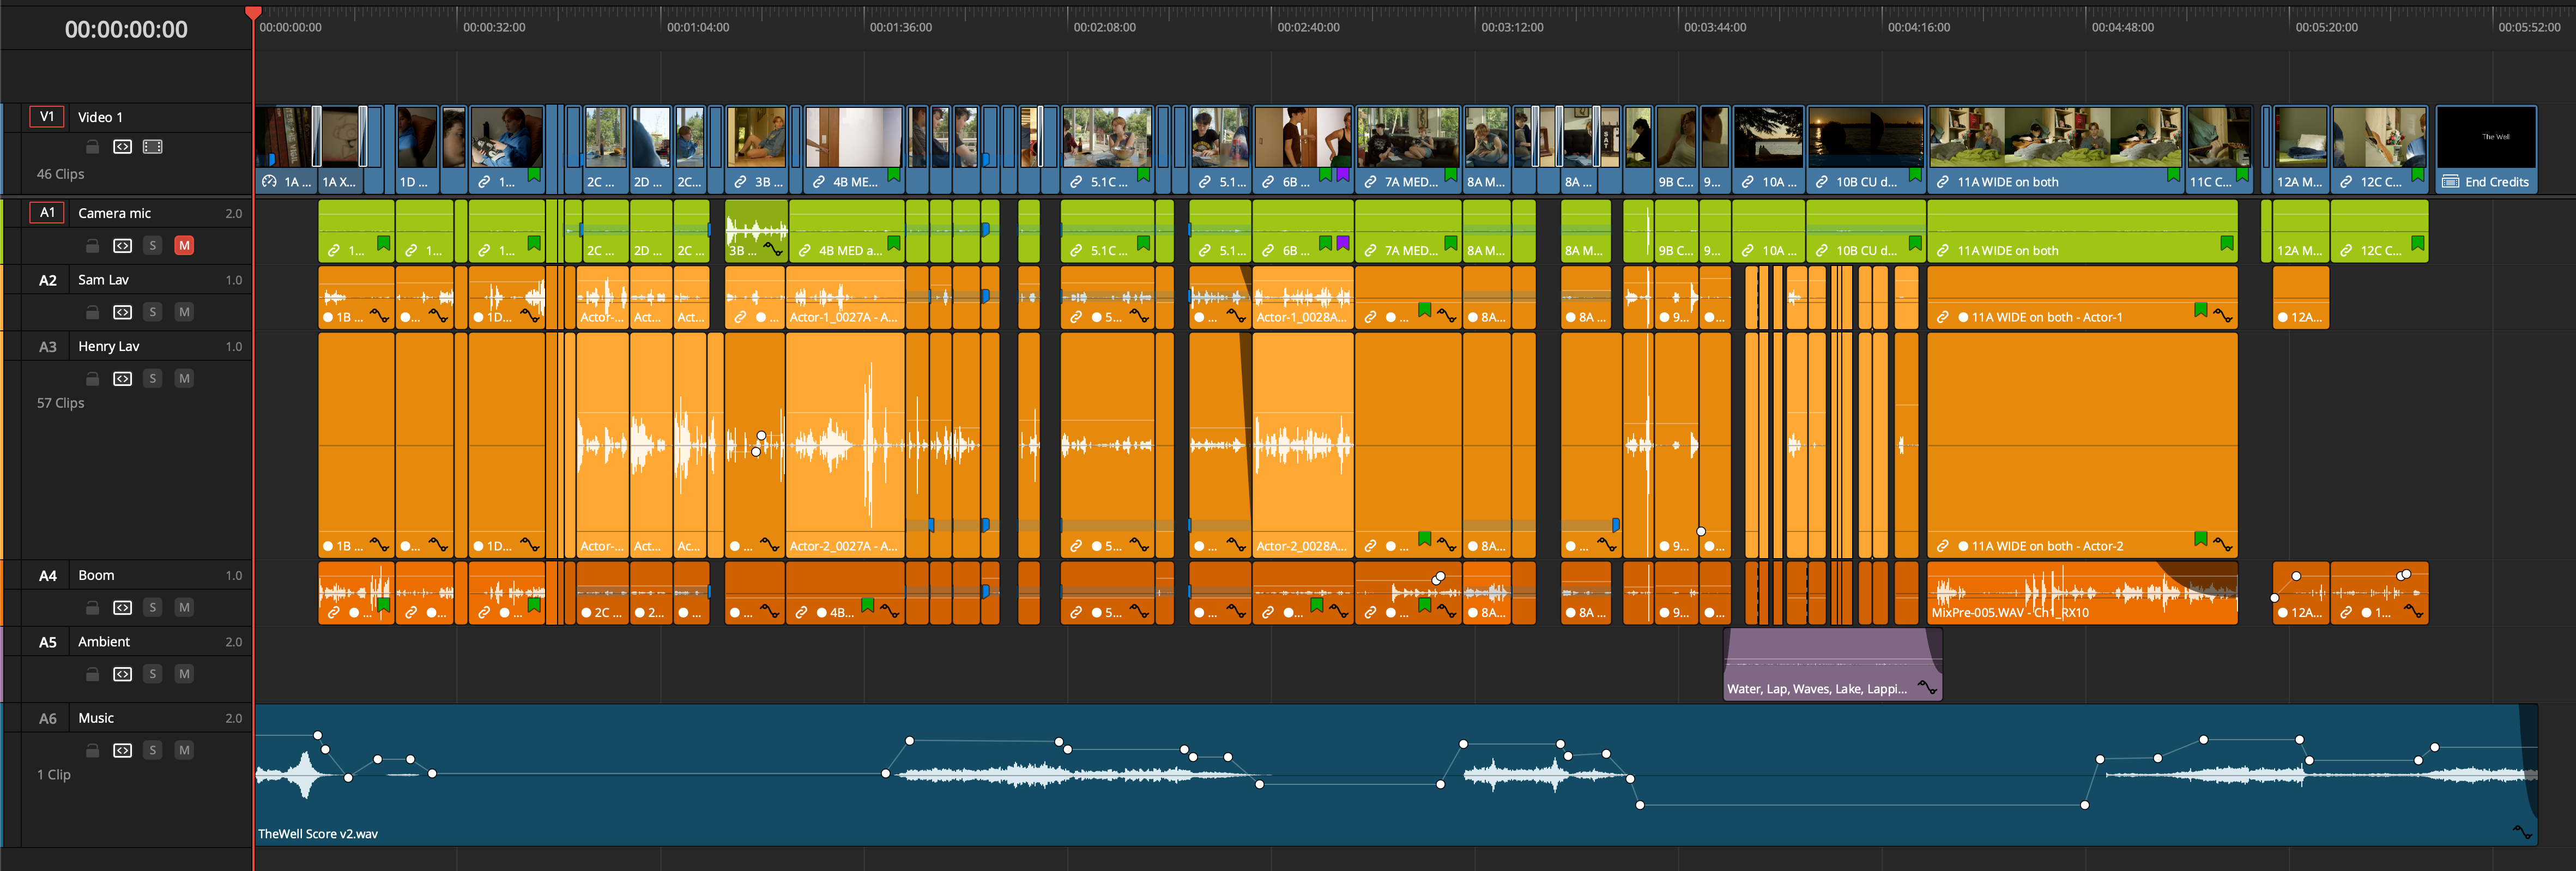 00:00:00:00
00:00:00:00 00:00:32:00 00:01:04:00 00:01:36:00 00:02:08:00 00:02:40:00 00:03:12:00 00:03:44:00 00:04:16:00 00:04:48:00 00:05:20:00 00:05:52:00
V1 Video 1
The Well
46 Clips
1A ... 1A X... 1D ... 1... 2C ... 2D ... 2C... 3B ... 4B ME... 5.1C ... 5.1... 6B ... 7A MED... 8A M... 8A ... 9B C... 9... 10A ... 10B CU d... 11A WIDE on both 11C C... 12A M... 12C C... End Credits
A1 Camera mic 2.0
S M
1... 1... 1... 2C ... 2D ... 2C ... 3B ... 4B MED a... 5.1C ... 5.1... 6B ... 7A MED... 8A M... 8A M... 9B C... 9... 10A ... 10B CU d... 11A WIDE on both 12A M... 12C C...
A2 Sam Lav 1.0
S M
1B ... ... 1D... Actor-... Act... Act... ... Actor-1_0027A - A... 5... ... Actor-1_0028A... ... 8A... 8A ... 9... ... 11A WIDE on both - Actor-1 12A...
A3 Henry Lav 1.0
S M
57 Clips
1B ... ... 1D... Actor-... Act... Ac... ... Actor-2_0027A - A... 5... ... Actor-2_0028A... ... 8A... ... 9... ... 11A WIDE on both - Actor-2
A4 Boom 1.0
S M
... ... ... 2C ... 2... ... ... 4B... 5... ... ... ... 8A... 8A ... 9... ... MixPre-005.WAV - Ch1_RX10 12A... 1...
A5 Ambient 2.0
S M
Water, Lap, Waves, Lake, Lappi...
A6 Music 2.0
S M
1 Clip
TheWell Score v2.wav